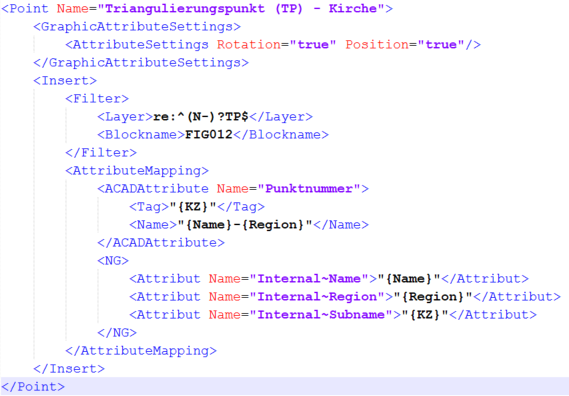 <Point Name="Triangulierungspunkt (TP) - Kirche">
<GraphicAttributeSettings>
<AttributeSettings Rotation="true" Position="true"/>
</GraphicAttributeSettings>
<Insert>
<Filter>
<Layer>re:^(N-)?TP$</Layer>
<Blockname>FIG012</Blockname>
</Filter>
<AttributeMapping>
<ACADAttribute Name="Punktnummer">
<Tag>"{KZ}"</Tag>
<Name>"{Name}-{Region}"</Name>
</ACADAttribute>
<NG>
<Attribut Name="Internal~Name">"{Name}"</Attribut>
<Attribut Name="Internal~Region">"{Region}"</Attribut>
<Attribut Name="Internal~Subname">"{KZ}"</Attribut>
</NG>
</AttributeMapping>
</Insert>
</Point>